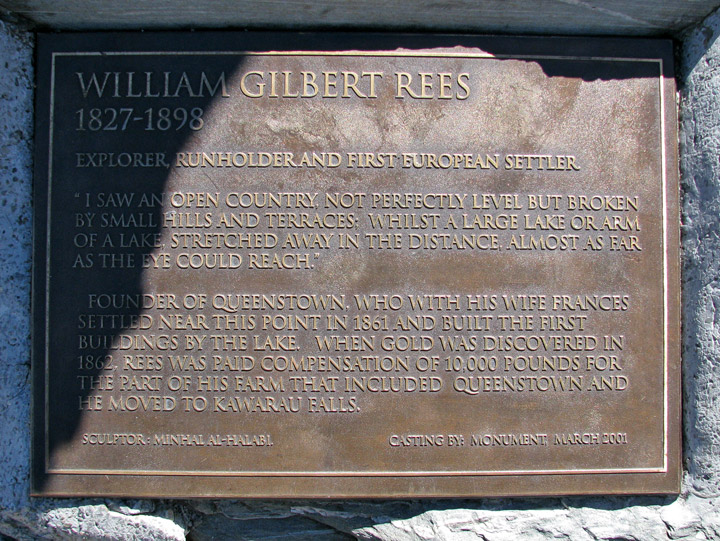 WILLIAM GILBERT REES
1827-1898
EXPLORER, RUNHOLDER AND FIRST EUROPEAN SETTLER
" I SAW AN OPEN COUNTRY, NOT PERFECTLY LEVEL BUT BROKEN
BY SMALL HILLS AND TERRACES; WHILST A LARGE LAKE OR ARM
OF A LAKE, STRETCHED AWAY IN THE DISTANCE, ALMOST AS FAR
AS THE EYE COULD REACH."
FOUNDER OF QUEENSTOWN, WHO WITH HIS WIFE FRANCES
SETTLED NEAR THIS POINT IN 1861 AND BUILT THE FIRST
BUILDINGS BY THE LAKE. WHEN GOLD WAS DISCOVERED IN
1862, REES WAS PAID COMPENSATION OF 10,000 POUNDS FOR
THE PART OF HIS FARM THAT INCLUDED QUEENSTOWN AND
HE MOVED TO KAWARAU FALLS.
SCULPTOR: MINHAL AL-HALABI. CASTING BY: MONUMENT, MARCH 2001